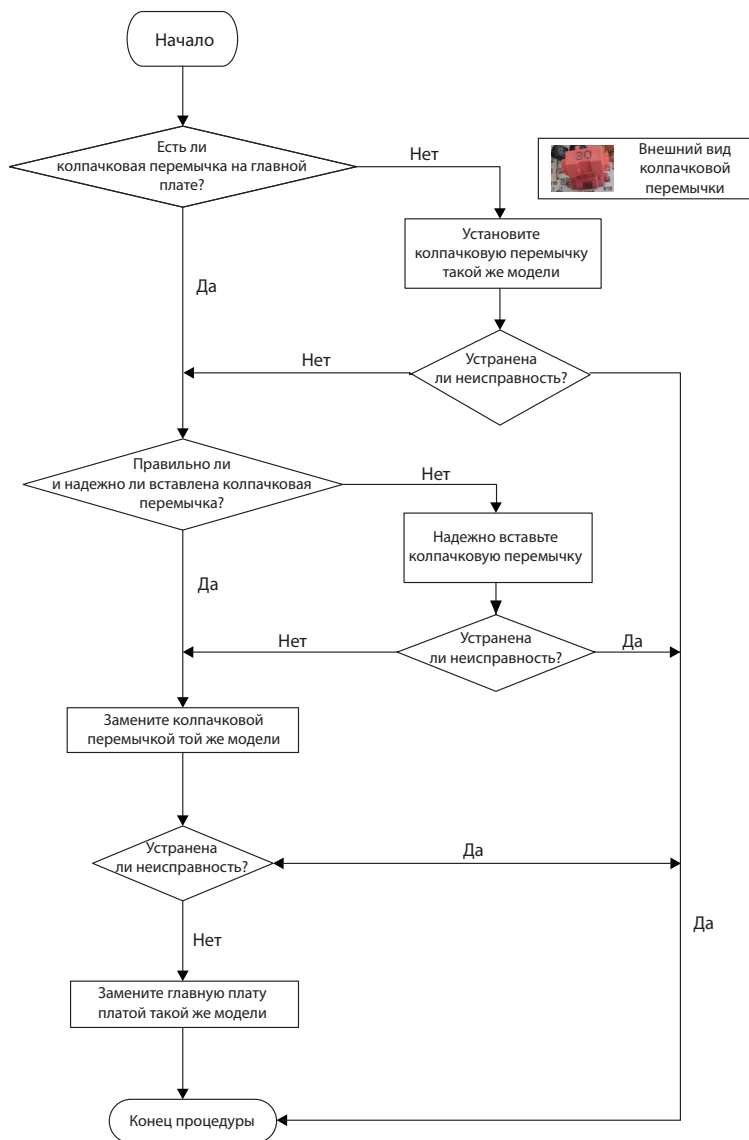 Начало
Есть ли
колпачковая перемычка на главной
плате?
Нет
30
Внешний вид
колпачковой
перемычки
Установите
колпачковую перемычку
такой же модели
Да
Нет
Устранена
ли неисправность?
Правильно ли
и надежно ли вставлена колпачковая
перемычка?
Нет
Надежно вставьте
колпачковую перемычку
Да
Нет
Устранена
ли неисправность?
Да
Замените колпачковой
перемычкой той же модели
Устранена
ли неисправность?
Да
Да
Нет
Замените главную плату
платой такой же модели
Конец процедуры